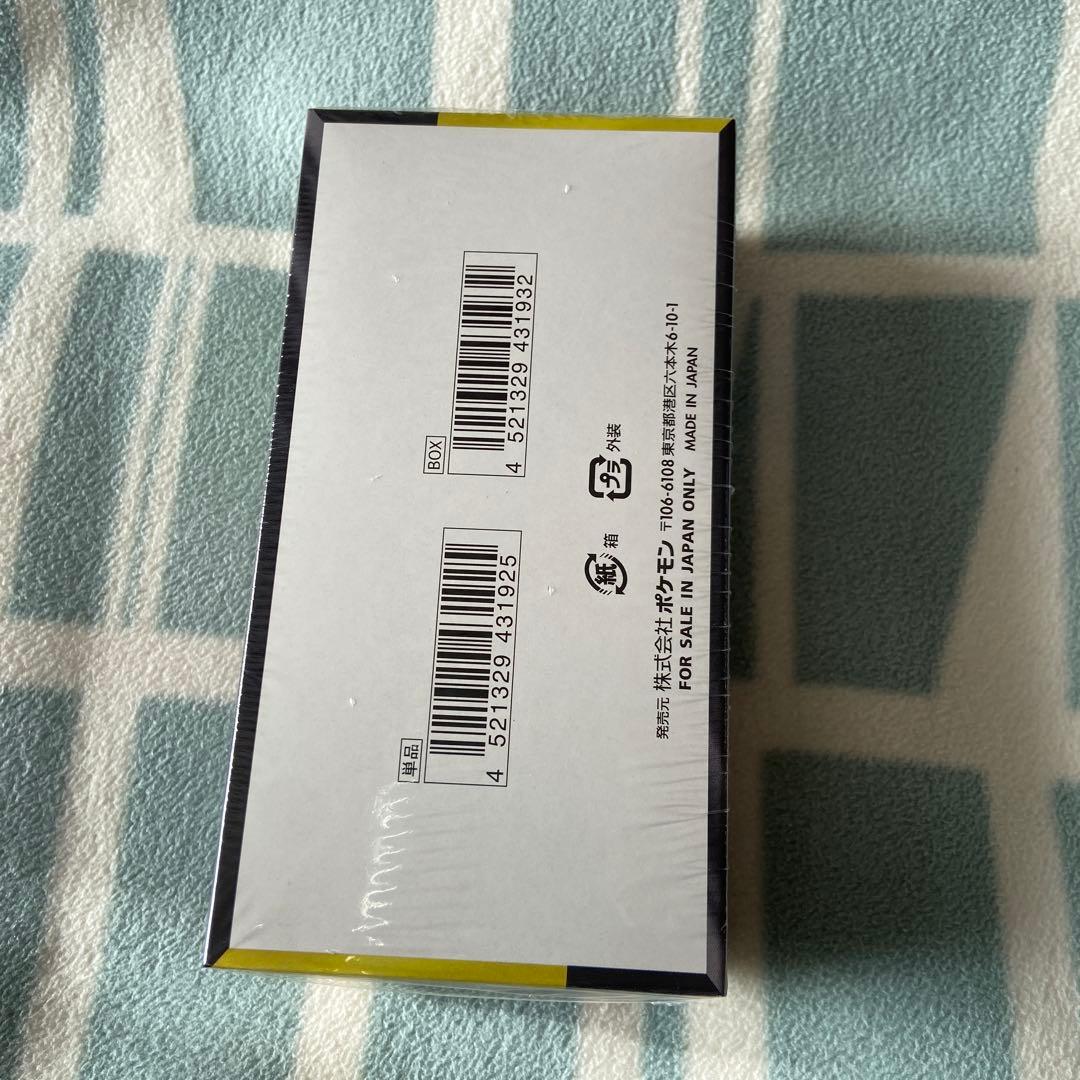 単品
4 521329 431925
BOX
4 521329 431932
紙 箱
プラ 外装
発売元 株式会社 ポケモン 〒106-6108 東京都港区六本木6-10-1
FOR SALE IN JAPAN ONLY MADE IN JAPAN